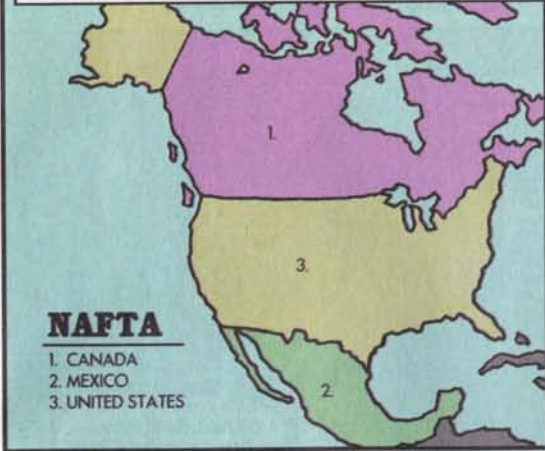 1.
3.
2.
NAFTA
1. CANADA
2. MEXICO
3. UNITED STATES